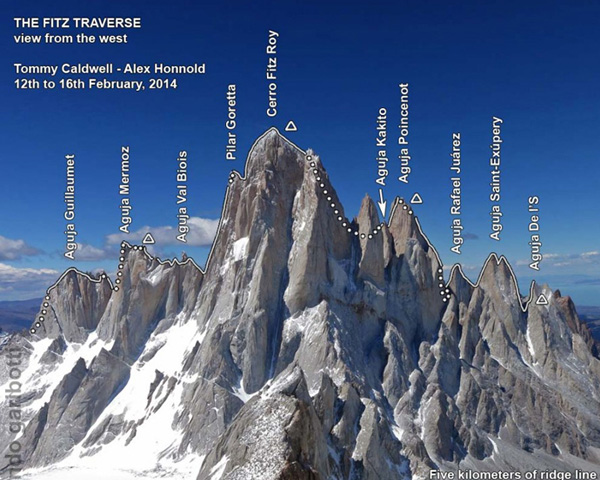 THE FITZ TRAVERSE
view from the west
Tommy Caldwell - Alex Honnold
12th to 16th February, 2014
Aguja Guillaumet
Aguja Mermoz
Aguja Val Biois
Pilar Goretta
Cerro Fitz Roy
Aguja Kakito
Aguja Poincenot
Aguja Rafael Juárez
Aguja Saint-Exúpery
Aguja De l'S
Five kilometers of ridge line